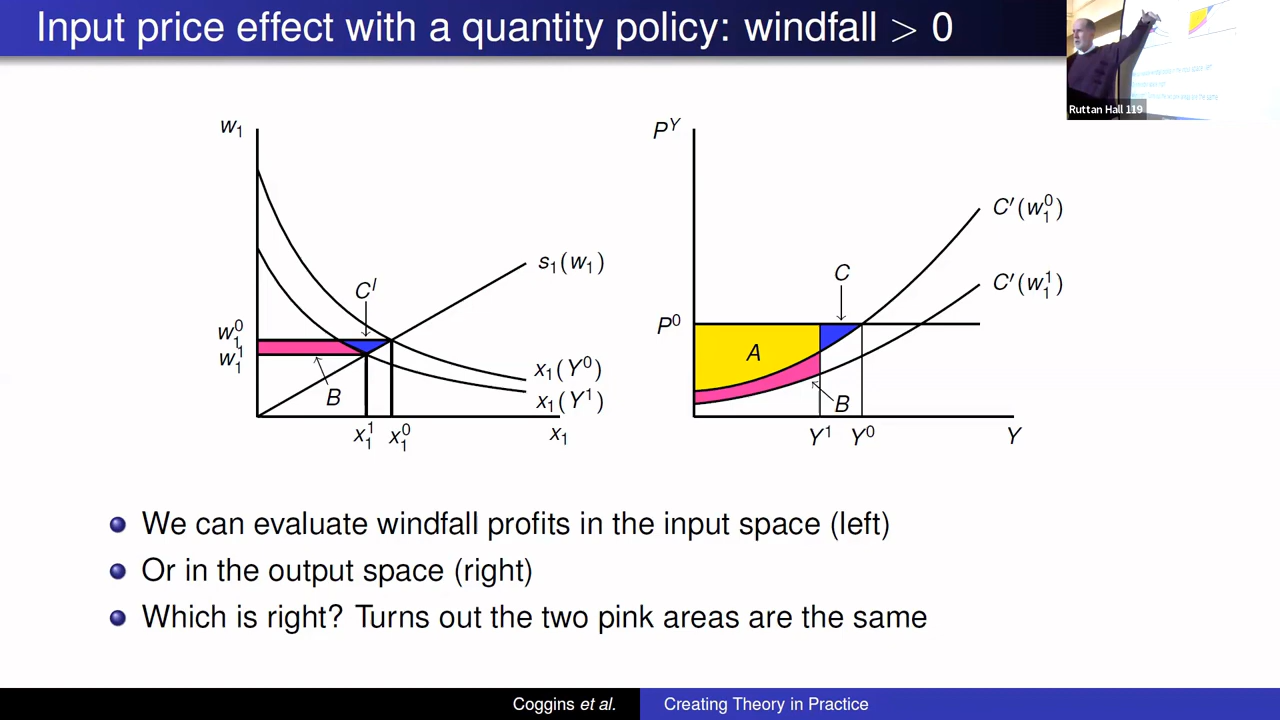 Input price effect with a quantity policy: windfall > 0
Ruttan Hall 119
w₁
s₁(w₁)
Cᴵ
w₁⁰
w₁¹
B
x₁(Y⁰)
x₁(Y¹)
x₁¹ x₁⁰
x₁
Pʸ
C′(w₁⁰)
C′(w₁¹)
C
P⁰
A
B
Y¹ Y⁰
Y
We can evaluate windfall profits in the input space (left)
Or in the output space (right)
Which is right? Turns out the two pink areas are the same
Coggins et al.
Creating Theory in Practice